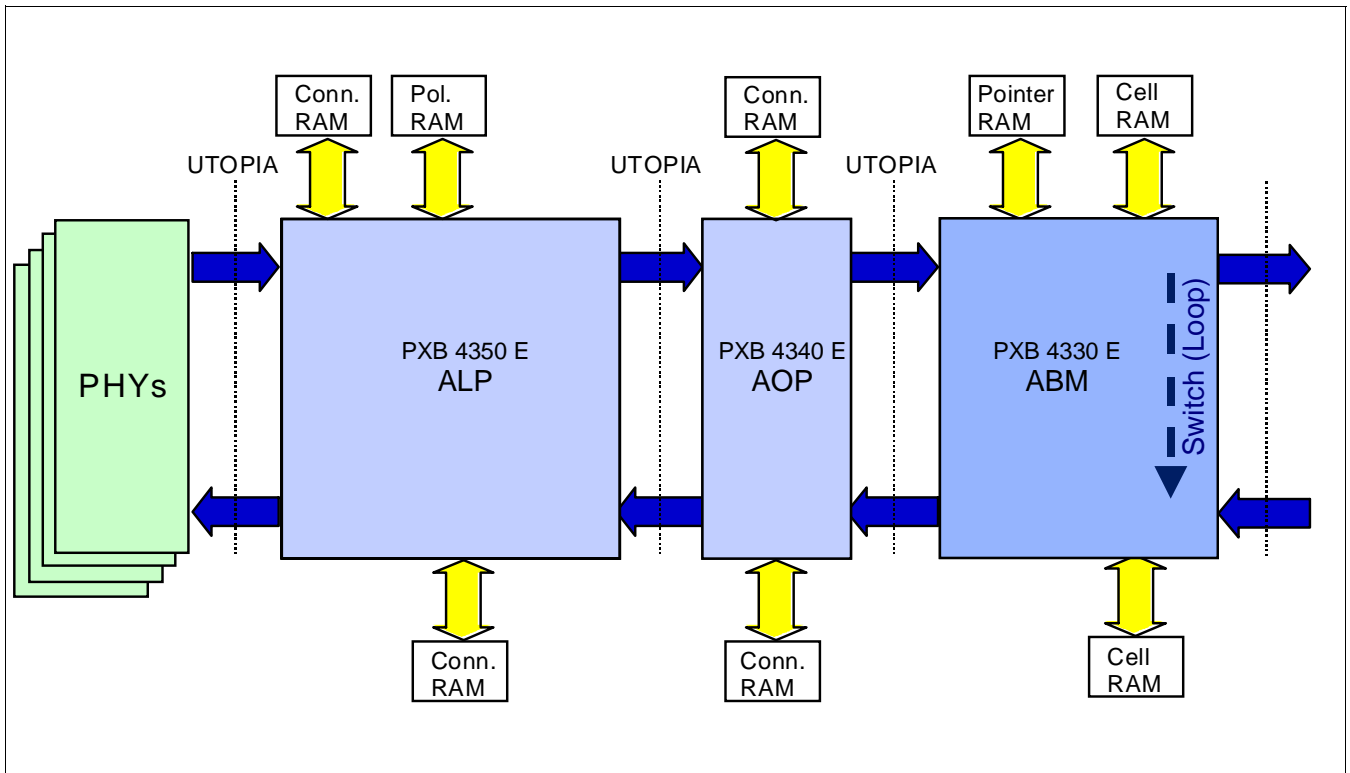 Conn.
RAM
Pol.
RAM
Conn.
RAM
Pointer
RAM
Cell
RAM
UTOPIA
UTOPIA
UTOPIA
PHYs
PXB 4350 E
ALP
PXB 4340 E
AOP
PXB 4330 E
ABM
Switch (Loop)
Conn.
RAM
Conn.
RAM
Cell
RAM